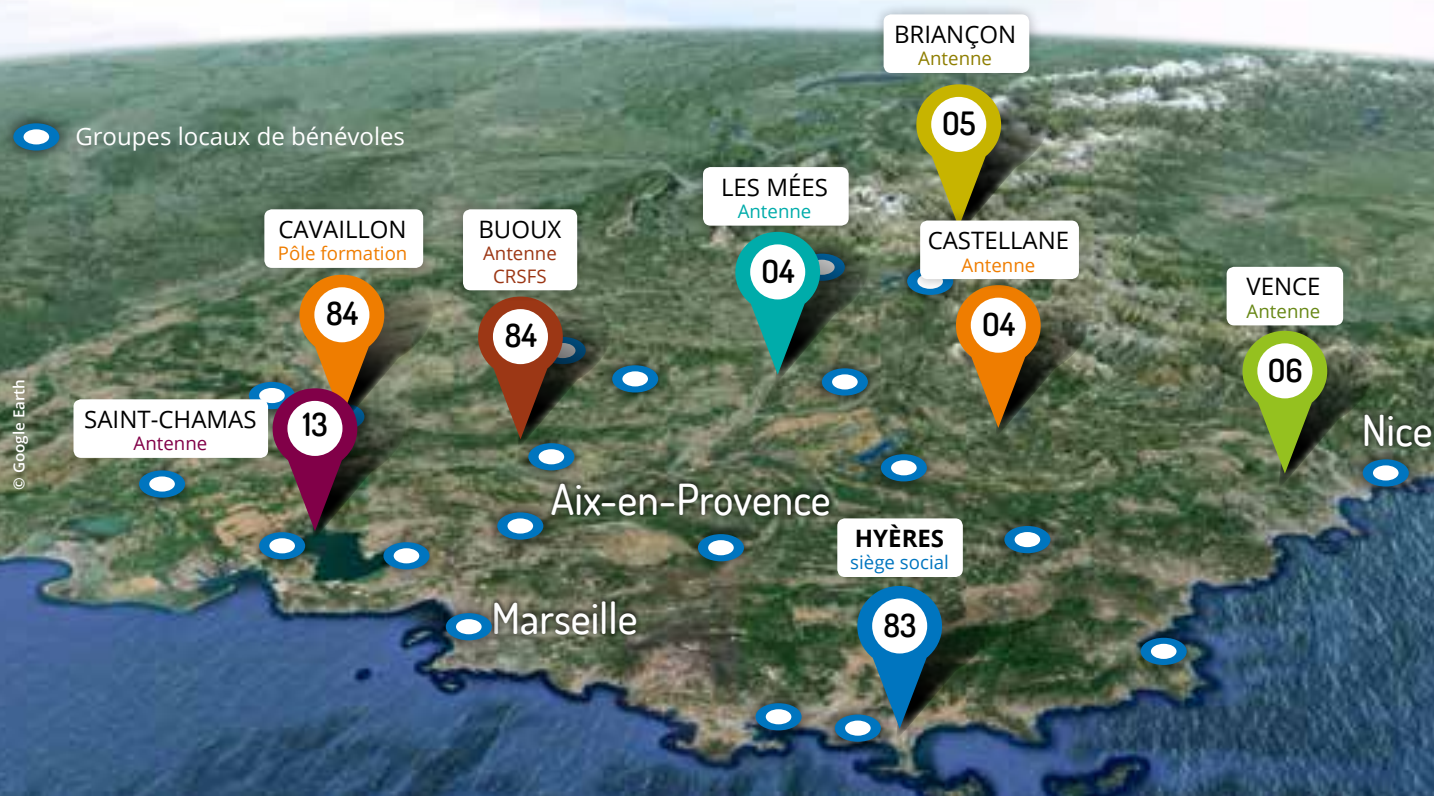 BRIANÇON
Antenne
05
Groupes locaux de bénévoles
LES MÉES
Antenne
04
CAVAILLON
Pôle formation
84
BUOUX
Antenne
CRSFS
84
CASTELLANE
Antenne
04
VENCE
Antenne
06
SAINT-CHAMAS
Antenne
13
© Google Earth
Nice
Aix-en-Provence
HYÈRES
siège social
83
Marseille